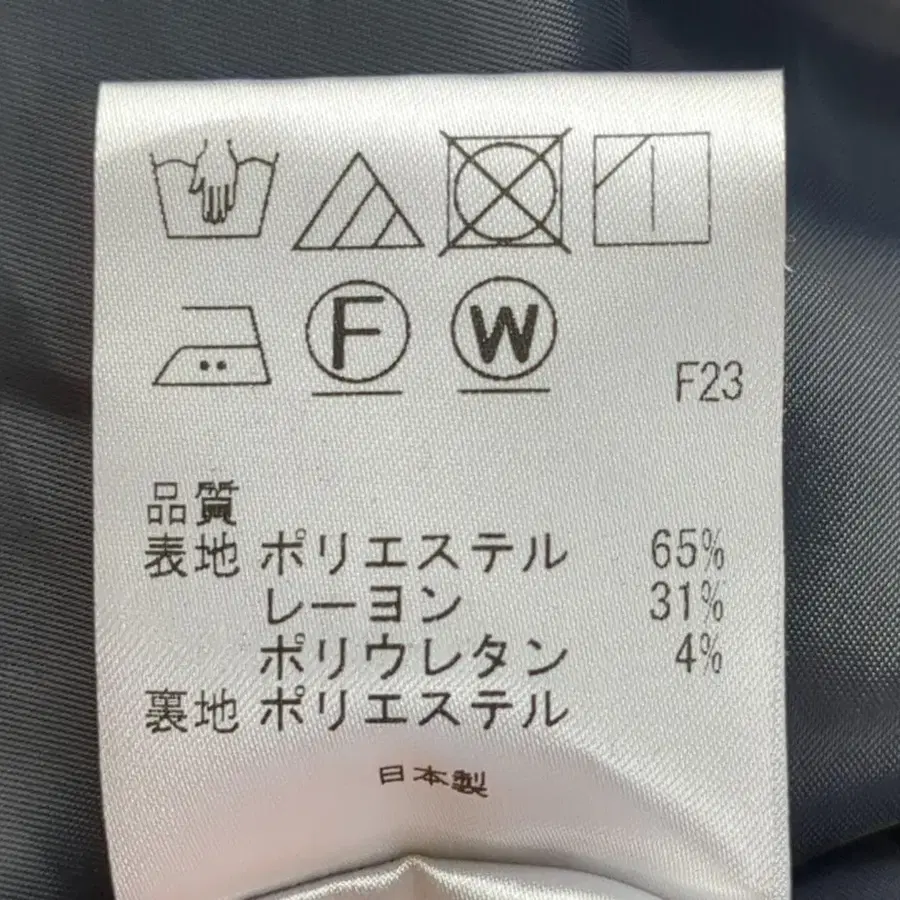 F W
F23
品質
表地 ポリエステル 65%
レーヨン 31%
ポリウレタン 4%
裏地 ポリエステル
日本製